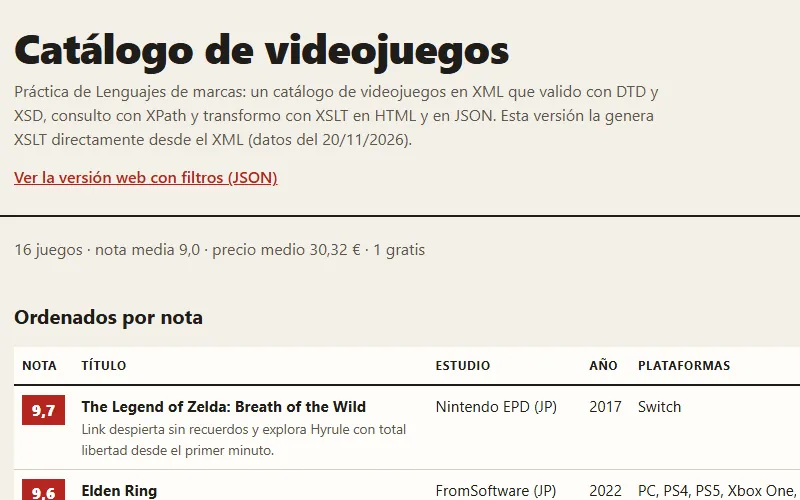 Catálogo de videojuegos
Práctica de Lenguajes de marcas: un catálogo de videojuegos en XML que valido con DTD y
XSD, consulto con XPath y transformo con XSLT en HTML y en JSON. Esta versión la genera
XSLT directamente desde el XML (datos del 20/11/2026).
Ver la versión web con filtros (JSON)
16 juegos · nota media 9,0 · precio medio 30,32 € · 1 gratis
Ordenados por nota
NOTA TÍTULO ESTUDIO AÑO PLATAFORMAS
9,7 The Legend of Zelda: Breath of the Wild Nintendo EPD (JP) 2017 Switch
Link despierta sin recuerdos y explora Hyrule con total
libertad desde el primer minuto.
9,6 Elden Ring FromSoftware (JP) 2022 PC, PS4, PS5, Xbox One,